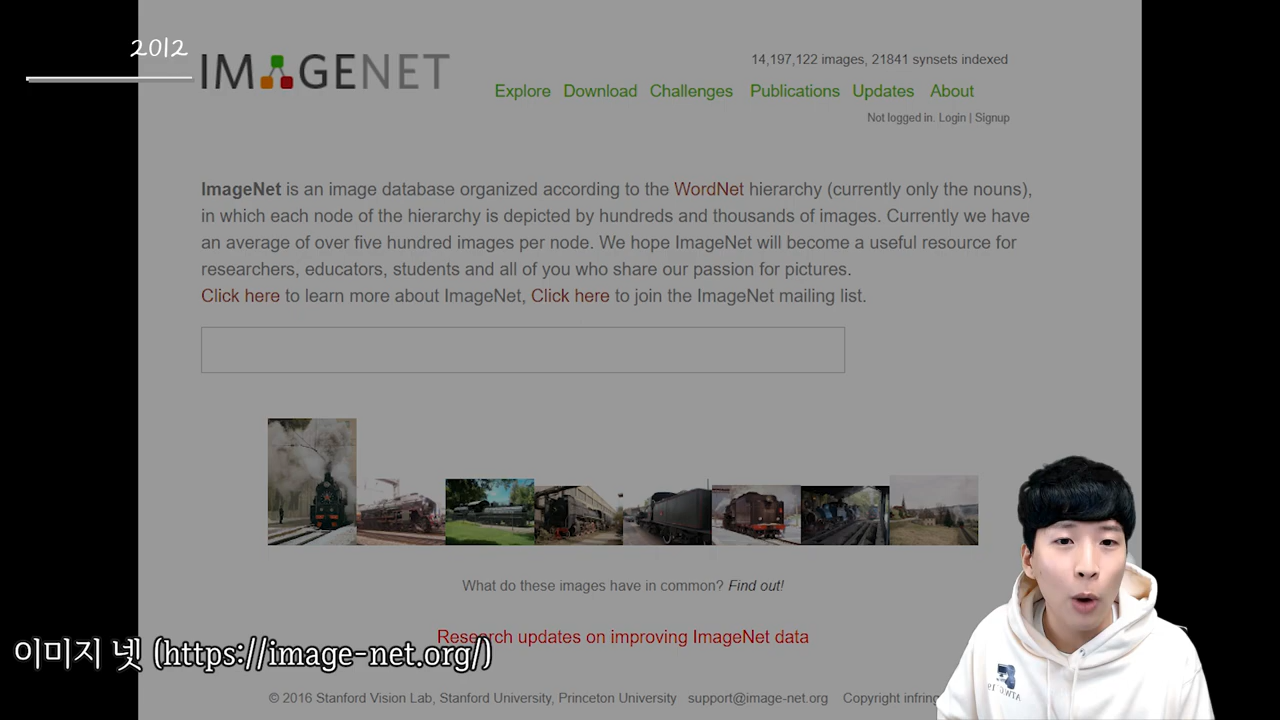 2012
IMAGENET
14,197,122 images, 21841 synsets indexed
Explore Download Challenges Publications Updates About
Not logged in. Login | Signup
ImageNet is an image database organized according to the WordNet hierarchy (currently only the nouns),
in which each node of the hierarchy is depicted by hundreds and thousands of images. Currently we have
an average of over five hundred images per node. We hope ImageNet will become a useful resource for
researchers, educators, students and all of you who share our passion for pictures.
Click here to learn more about ImageNet, Click here to join the ImageNet mailing list.
What do these images have in common? Find out!
Research updates on improving ImageNet data
이미지 넷 (https://image-net.org/)
© 2016 Stanford Vision Lab, Stanford University, Princeton University support@image-net.org Copyright